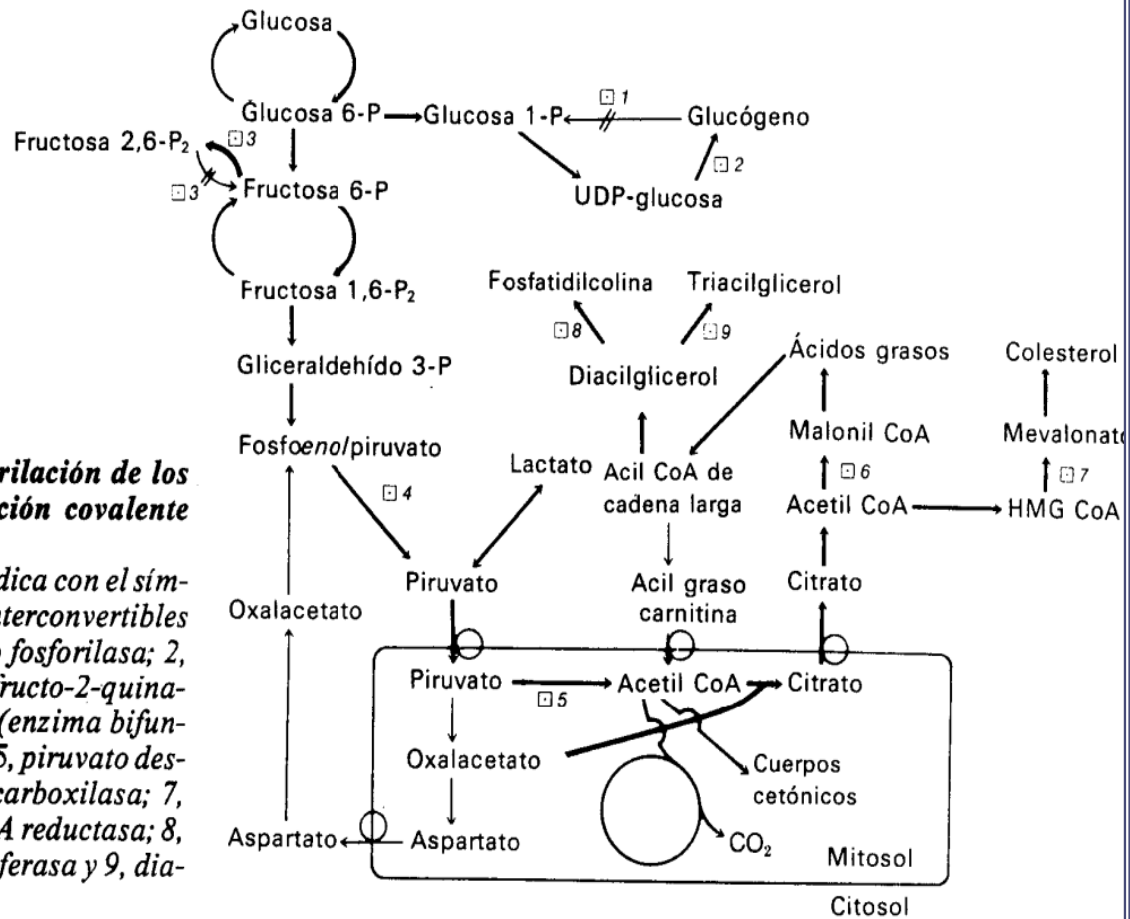 Glucosa
Glucosa 6-P
Glucosa 1-P
1
Glucógeno
Fructosa 2,6-P₂
3
3
Fructosa 6-P
2
UDP-glucosa
Fructosa 1,6-P₂
Fosfatidilcolina
Triacilglicerol
8
9
Gliceraldehído 3-P
Diacilglicerol
Ácidos grasos
Colesterol
Fosfoenol/piruvato
Malonil CoA
Mevalonato
rilación de los
ción covalente
4
Lactato
Acil CoA de
cadena larga
6
7
Acetil CoA
HMG CoA
dica con el sím-
nterconvertibles
fosforilasa; 2,
fructo-2-quina-
(enzima bifun-
5, piruvato des-
carboxilasa; 7,
A reductasa; 8,
ferasa y 9, dia-
Oxalacetato
Piruvato
Acil graso
carnitina
Citrato
Piruvato
5
Acetil CoA
Citrato
Oxalacetato
Cuerpos
cetónicos
Aspartato
Aspartato
CO₂
Mitosol
Citosol